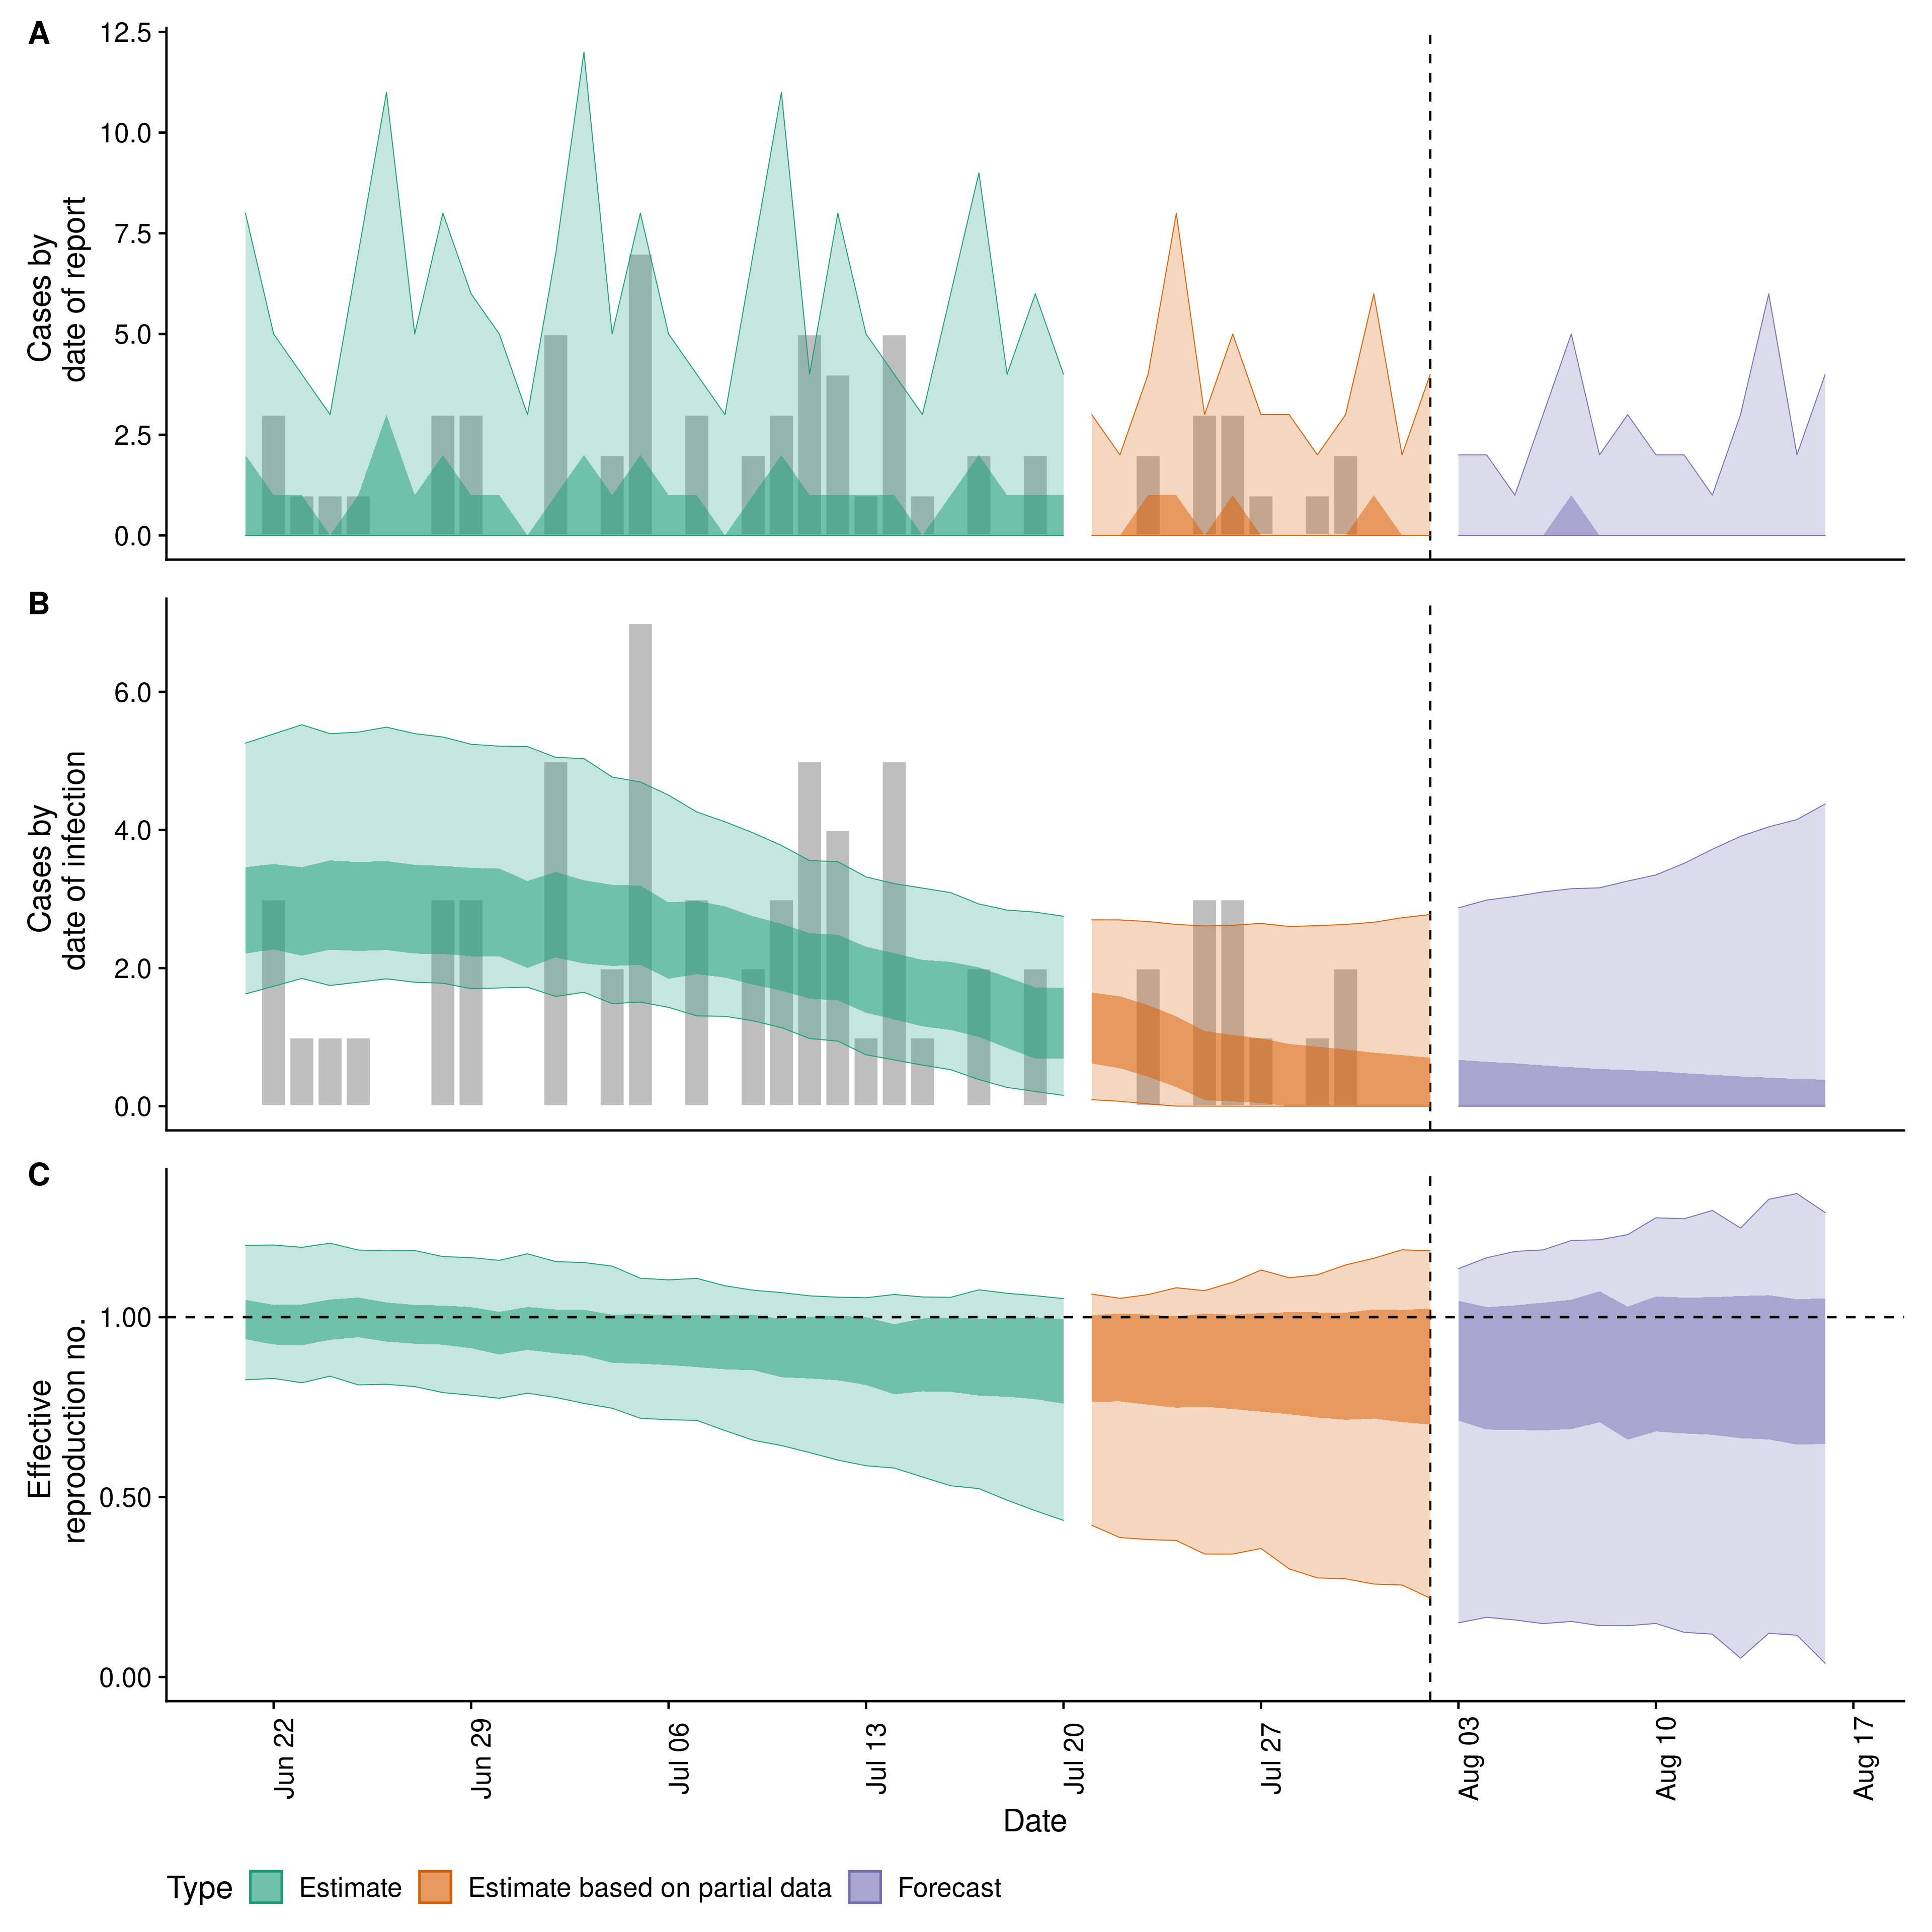 A
12.5
10.0
7.5
5.0
2.5
0.0
Cases by
date of report
B
6.0
4.0
2.0
0.0
Cases by
date of infection
C
1.00
0.50
0.00
Effective
reproduction no.
Jun 22
Jun 29
Jul 06
Jul 13
Jul 20
Jul 27
Aug 03
Aug 10
Aug 17
Date
Type
Estimate
Estimate based on partial data
Forecast